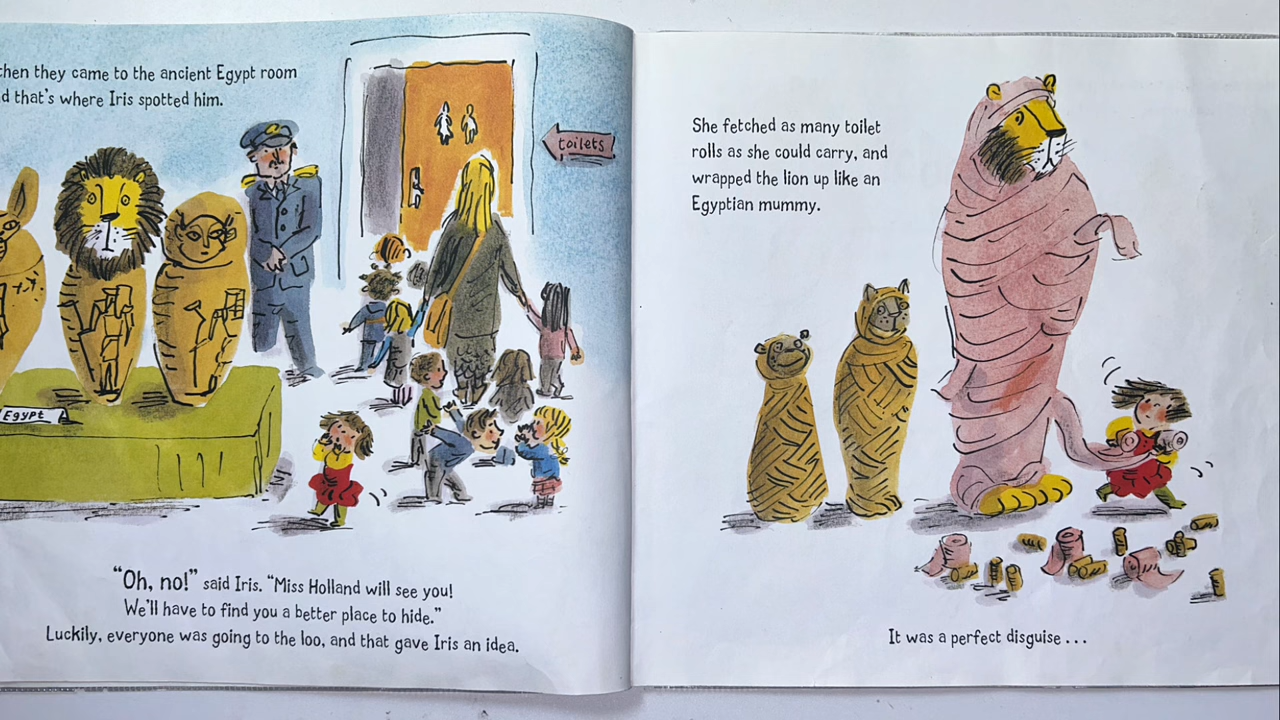 then they came to the ancient Egypt room
d that's where Iris spotted him.
toilets
Egypt
"Oh, no!" said Iris. "Miss Holland will see you!
We'll have to find you a better place to hide."
Luckily, everyone was going to the loo, and that gave Iris an idea.
She fetched as many toilet
rolls as she could carry, and
wrapped the lion up like an
Egyptian mummy.
It was a perfect disguise . . .